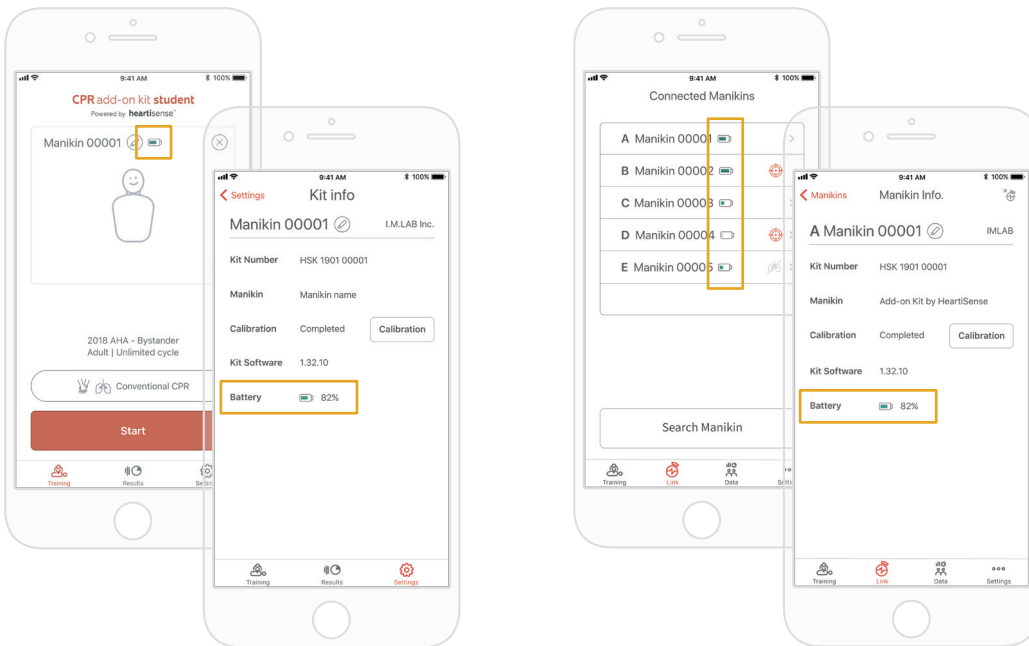 9:41 AM 100%
CPR add-on kit student
Powered by heartisense
Manikin 00001
2018 AHA - Bystander
Adult | Unlimited cycle
Conventional CPR
Start
Training Results
9:41 AM 100%
Settings Kit info
Manikin 00001 I.M.LAB Inc.
Kit Number HSK 1901 00001
Manikin Manikin name
Calibration Completed Calibration
Kit Software 1.32.10
Battery 82%
Training Results Settings
9:41 AM 100%
Connected Manikins
A Manikin 00001
B Manikin 00002
C Manikin 00003
D Manikin 00004
E Manikin 00005
Search Manikin
Training Link Data
9:41 AM 100%
Manikins Manikin Info.
A Manikin 00001 IMLAB
Kit Number HSK 1901 00001
Manikin Add-on Kit by HeartiSense
Calibration Completed Calibration
Kit Software 1.32.10
Battery 82%
Training Link Data Settings